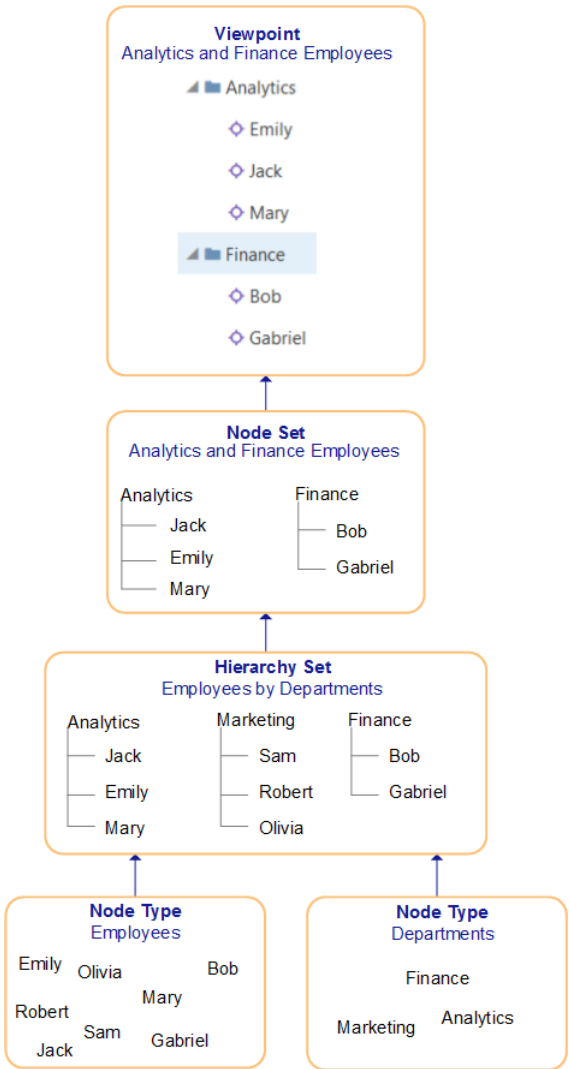 Viewpoint
Analytics and Finance Employees
Analytics
Emily
Jack
Mary
Finance
Bob
Gabriel
Node Set
Analytics and Finance Employees
Analytics
Jack
Emily
Mary
Finance
Bob
Gabriel
Hierarchy Set
Employees by Departments
Analytics
Jack
Emily
Mary
Marketing
Sam
Robert
Olivia
Finance
Bob
Gabriel
Node Type
Employees
Emily
Olivia
Bob
Mary
Robert
Sam
Gabriel
Jack
Node Type
Departments
Finance
Analytics
Marketing